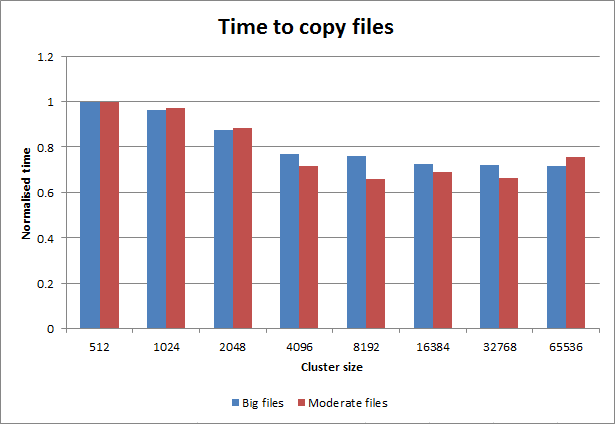 Time to copy files
1.2
1
0.8
0.6
0.4
0.2
0
Normalised time
512 1024 2048 4096 8192 16384 32768 65536
Cluster size
Big files Moderate files